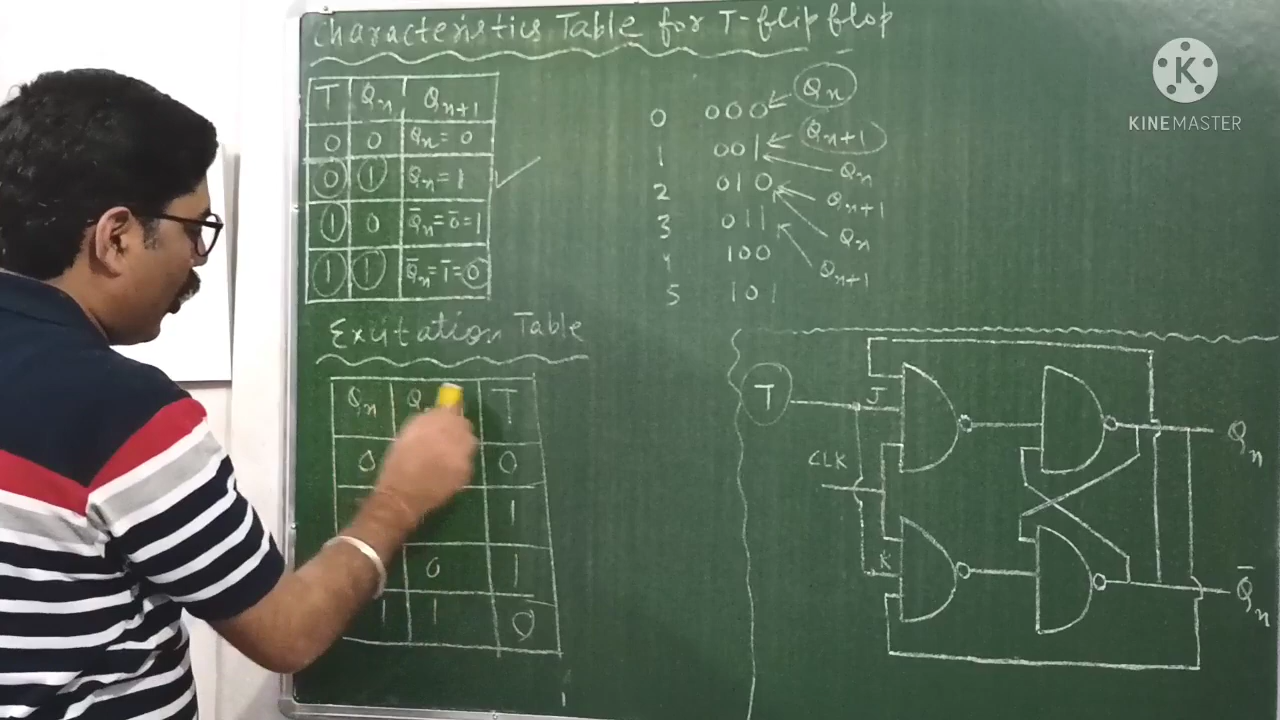 Characteristics Table for T-flip flop
T Qn Qn+1
0 0 Qn = 0
0 1 Qn = 1
1 0 Q̄n = 0̄ = 1
1 1 Q̄n = 1̄ = 0
0 000 Qn
1 001 Qn+1
Qn
2 010 Qn+1
3 011 Qn
4 100 Qn+1
5 101
Exitation Table
Qn Q T
0 0
1
0 1
1 1 0
T J
CLK
K
Qn
Q̄n
K
KINEMASTER